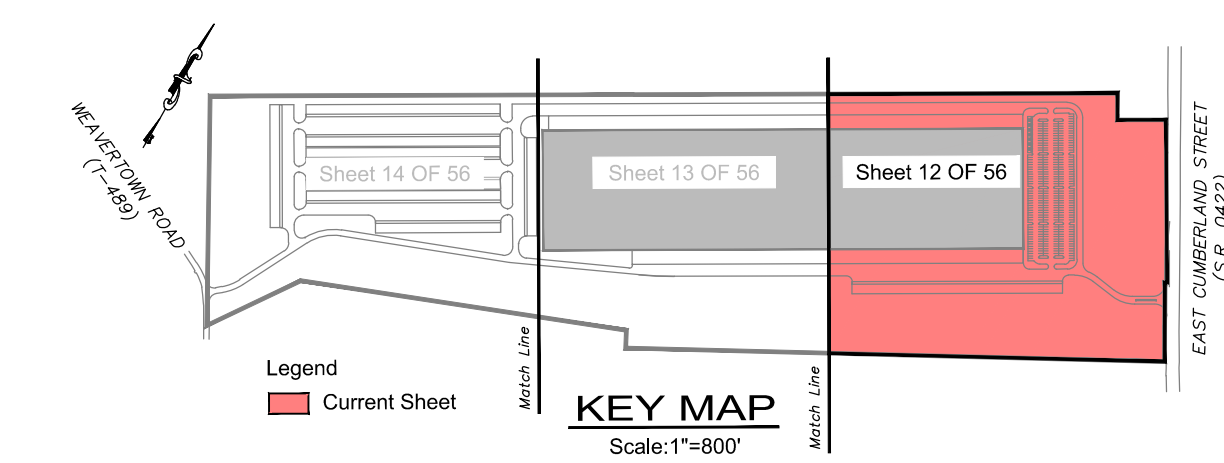 WEAVERTOWN ROAD
(T-489)
Sheet 14 OF 56
Sheet 13 OF 56
Sheet 12 OF 56
EAST CUMBERLAND STREET
(S.R. 0422)
Match Line
Match Line
Legend
Current Sheet
KEY MAP
Scale:1"=800'